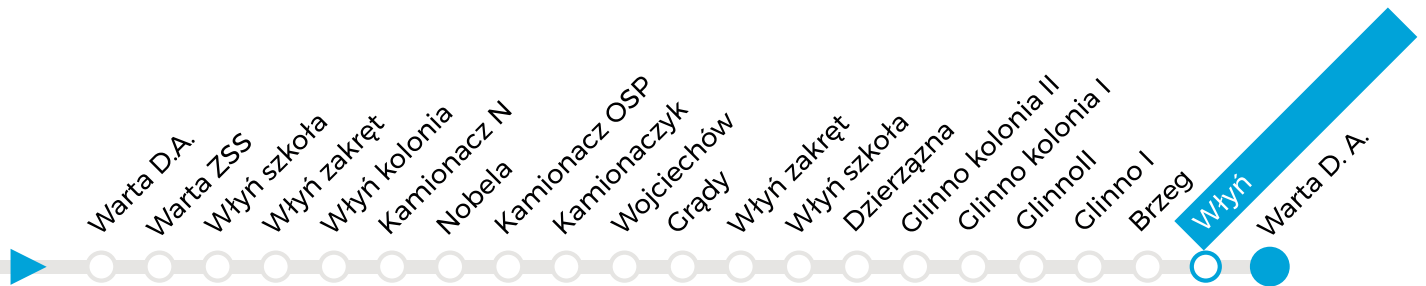 Warta D.A.
Warta ZSS
Włyń szkoła
Włyń zakręt
Włyń kolonia
Kamionacz N
Nobela
Kamionacz OSP
Kamionaczyk
Wojciechów
Grądy
Włyń zakręt
Włyń szkoła
Dzierzązna
Glinno kolonia II
Glinno kolonia I
GlinnoII
Glinno I
Brzeg
Włyń
Warta D. A.